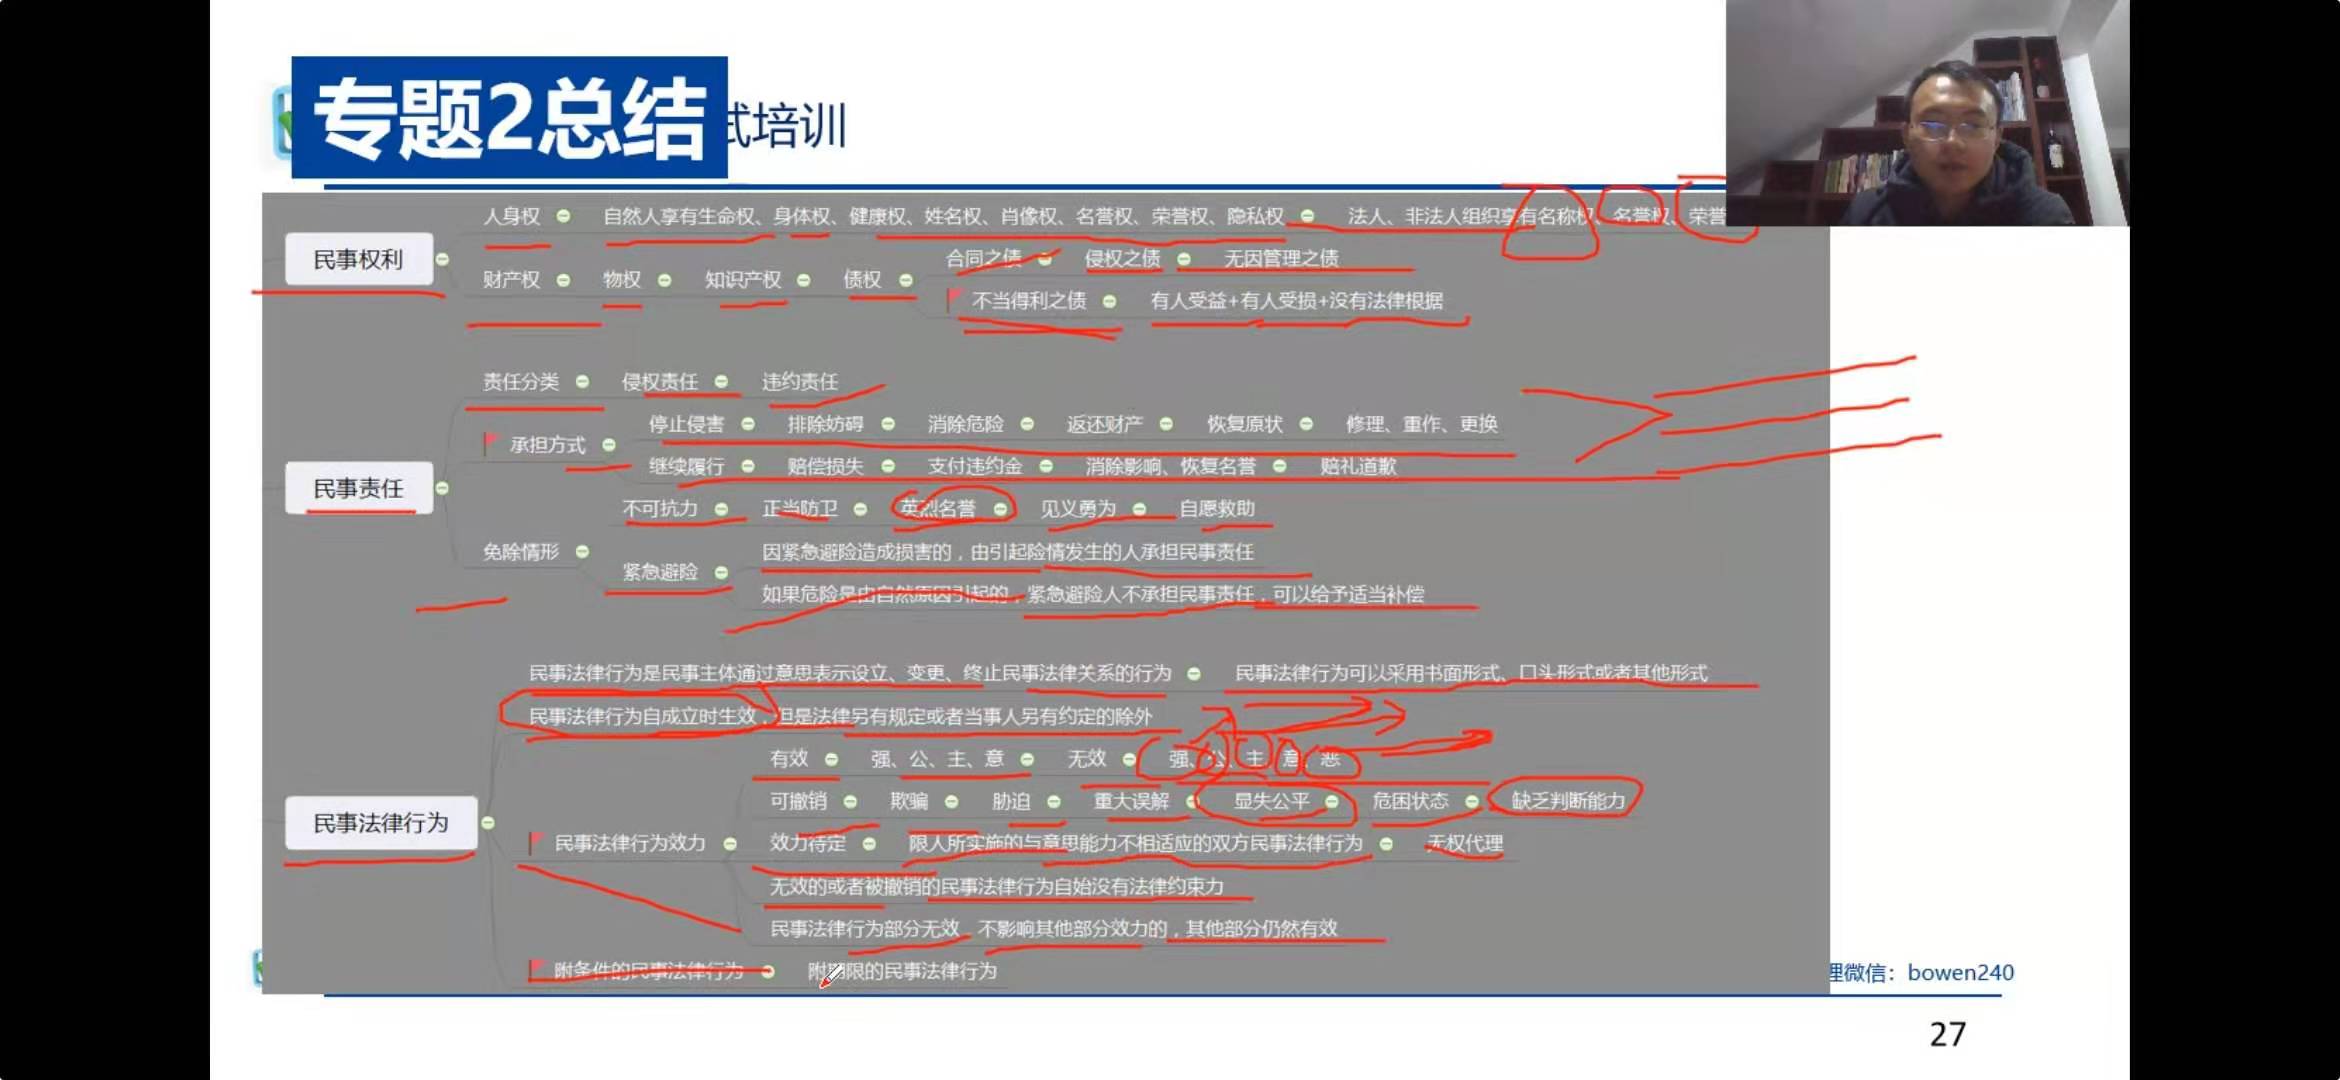 专题2总结
试培训
人身权 自然人享有生命权、身体权、健康权、姓名权、肖像权、名誉权、荣誉权、隐私权 法人、非法人组织享有名称权、名誉权、荣誉
民事权利
合同之债 侵权之债 无因管理之债
财产权 物权 知识产权 债权
不当得利之债 有人受益+有人受损+没有法律根据
责任分类 侵权责任 违约责任
停止侵害 排除妨碍 消除危险 返还财产 恢复原状 修理、重作、更换
承担方式
继续履行 赔偿损失 支付违约金 消除影响、恢复名誉 赔礼道歉
民事责任
不可抗力 正当防卫 英烈名誉 见义勇为 自愿救助
免除情形
因紧急避险造成损害的，由引起险情发生的人承担民事责任
紧急避险
如果危险是由自然原因引起的，紧急避险人不承担民事责任，可以给予适当补偿
民事法律行为是民事主体通过意思表示设立、变更、终止民事法律关系的行为 民事法律行为可以采用书面形式、口头形式或者其他形式
民事法律行为自成立时生效，但是法律另有规定或者当事人另有约定的除外
有效 强、公、主、意 无效 强、公、主、意、恶
可撤销 欺骗 胁迫 重大误解 显失公平 危困状态 缺乏判断能力
民事法律行为
民事法律行为效力
效力待定 限人所实施的与意思能力不相适应的双方民事法律行为 无权代理
无效的或者被撤销的民事法律行为自始没有法律约束力
民事法律行为部分无效，不影响其他部分效力的，其他部分仍然有效
附条件的民事法律行为 附期限的民事法律行为
理微信：bowen240
27